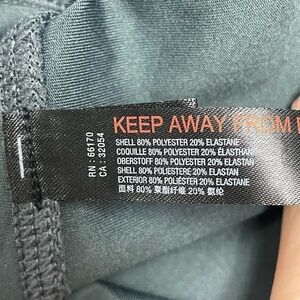 KEEP AWAY FROM
RN : 66170
CA : 32054
SHELL 80% POLYESTER 20% ELASTANE
COQUILLE 80% POLYESTER 20% ÉLASTHANNE
OBERSTOFF 80% POLYESTER 20% ELASTAN
SHELL 80% POLIESTERE 20% ELASTAN
EXTERIOR 80% POLIÉSTER 20% ELASTANE
面料 80% 聚酯纤维 20% 氨纶